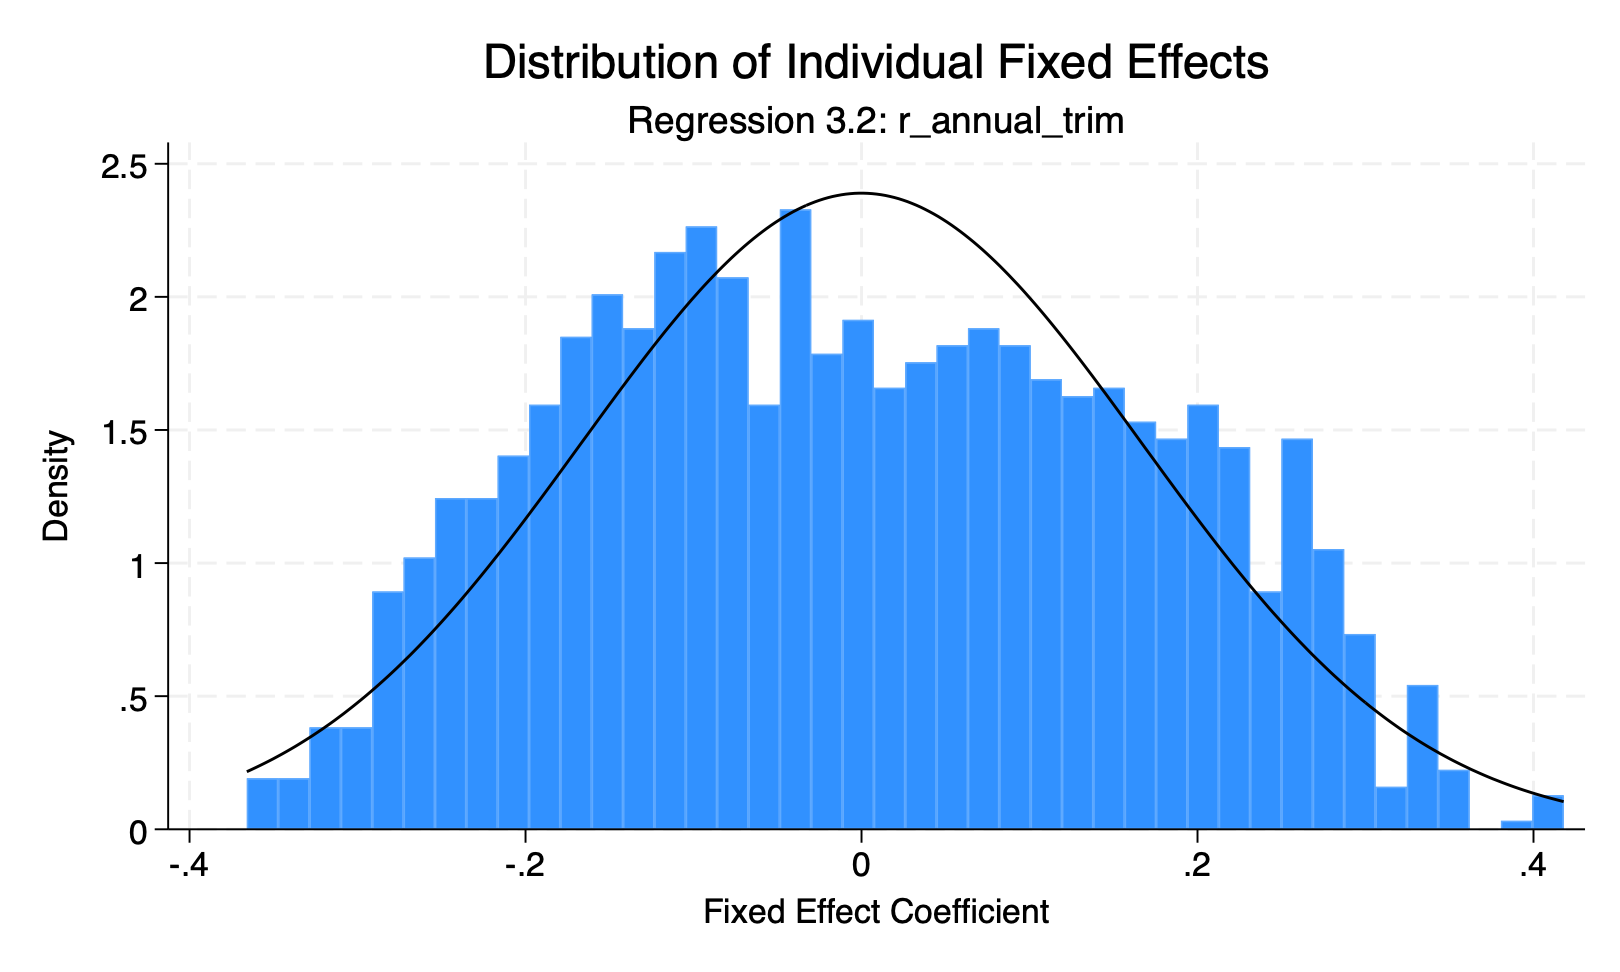 Distribution of Individual Fixed Effects
Regression 3.2: r_annual_trim
2.5
2
1.5
1
.5
0
Density
-.4
-.2
0
.2
.4
Fixed Effect Coefficient